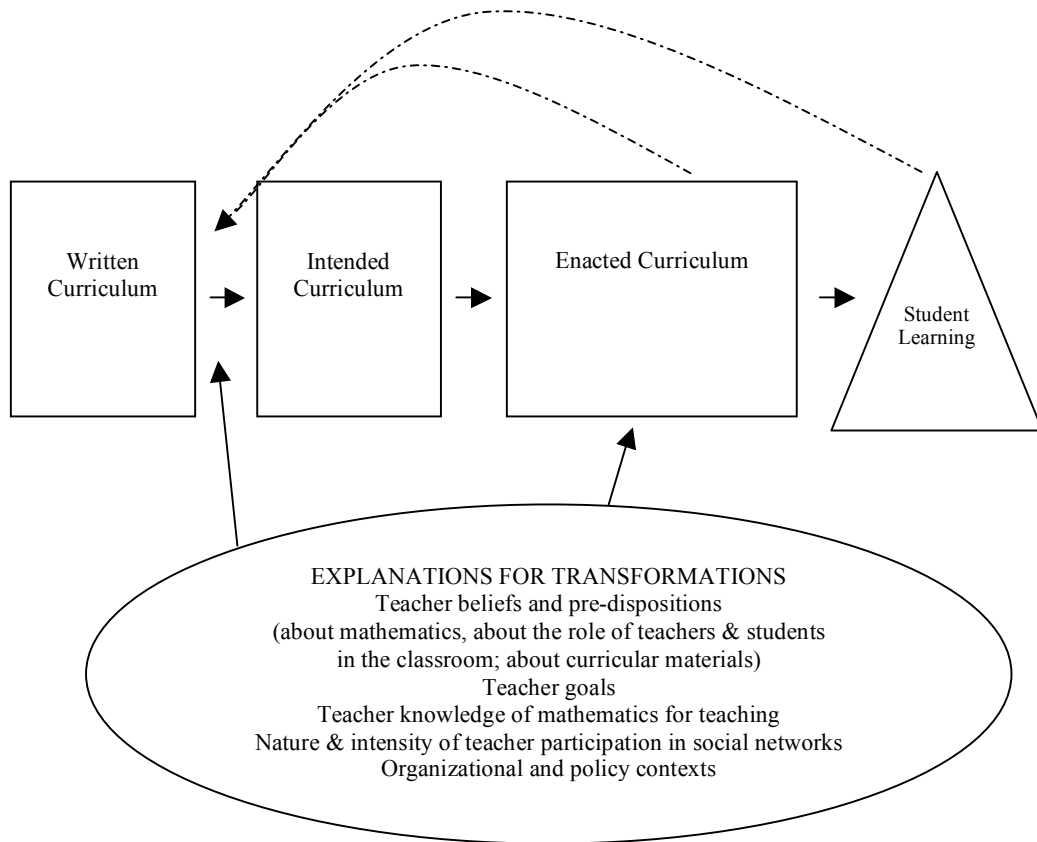 Written
Curriculum
Intended
Curriculum
Enacted Curriculum
Student
Learning
EXPLANATIONS FOR TRANSFORMATIONS
Teacher beliefs and pre-dispositions
(about mathematics, about the role of teachers & students
in the classroom; about curricular materials)
Teacher goals
Teacher knowledge of mathematics for teaching
Nature & intensity of teacher participation in social networks
Organizational and policy contexts